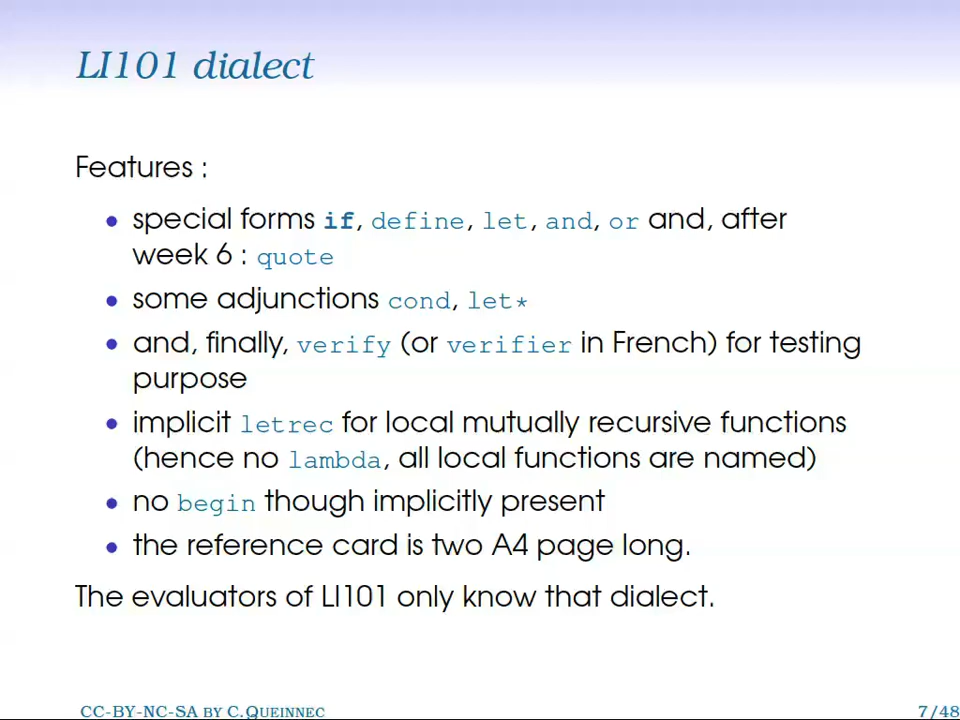 LI101 dialect
Features :
• special forms if, define, let, and, or and, after
week 6 : quote
• some adjunctions cond, let*
• and, finally, verify (or verifier in French) for testing
purpose
• implicit letrec for local mutually recursive functions
(hence no lambda, all local functions are named)
• no begin though implicitly present
• the reference card is two A4 page long.
The evaluators of LI101 only know that dialect.
CC-BY-NC-SA BY C.QUEINNEC 7/48